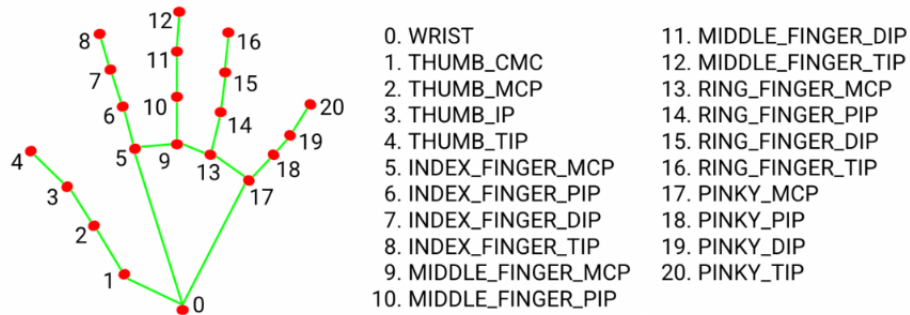 12
8
16
11
7
15
10
6
14
20
4
5
9
19
13
18
3
17
2
1
0
0. WRIST
1. THUMB_CMC
2. THUMB_MCP
3. THUMB_IP
4. THUMB_TIP
5. INDEX_FINGER_MCP
6. INDEX_FINGER_PIP
7. INDEX_FINGER_DIP
8. INDEX_FINGER_TIP
9. MIDDLE_FINGER_MCP
10. MIDDLE_FINGER_PIP
11. MIDDLE_FINGER_DIP
12. MIDDLE_FINGER_TIP
13. RING_FINGER_MCP
14. RING_FINGER_PIP
15. RING_FINGER_DIP
16. RING_FINGER_TIP
17. PINKY_MCP
18. PINKY_PIP
19. PINKY_DIP
20. PINKY_TIP